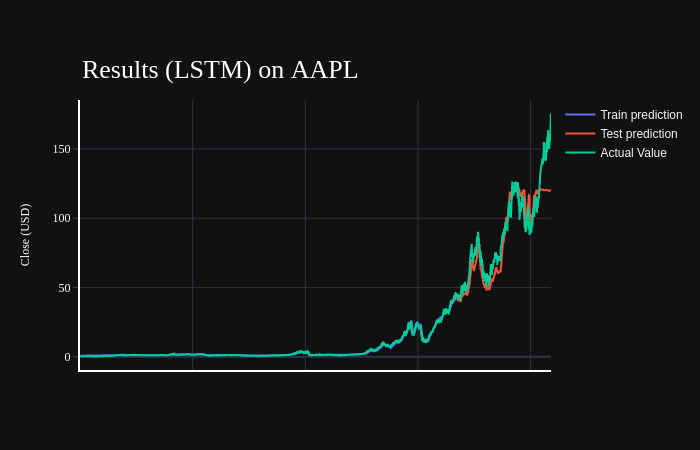 Results (LSTM) on AAPL
Train prediction
Test prediction
Actual Value
Close (USD)
150
100
50
0